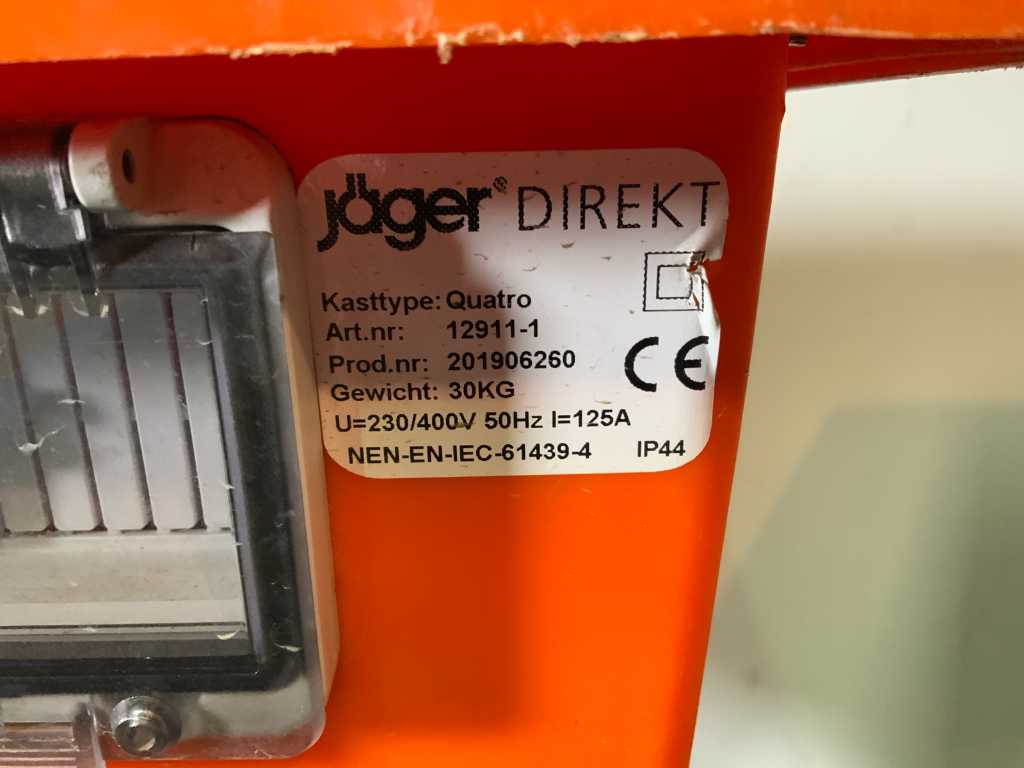 jäger® DIREKT
Kasttype: Quatro
Art.nr: 12911-1
Prod.nr: 201906260
Gewicht: 30KG
U=230/400V 50Hz I=125A
NEN-EN-IEC-61439-4 IP44
CE